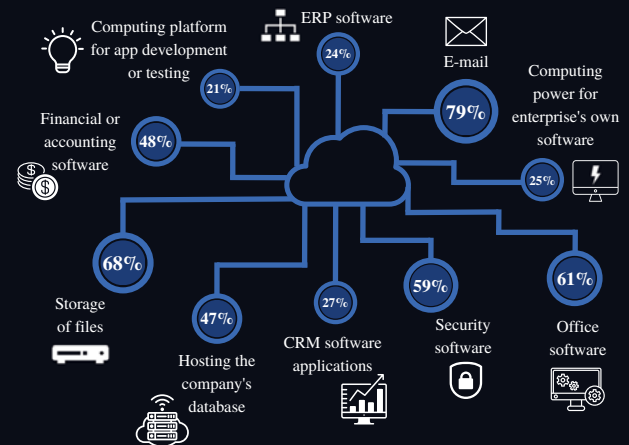 Computing platform
for app development
or testing
21%
ERP software
24%
E-mail
79%
Computing
power for
enterprise's own
software
25%
Financial or
accounting
software
48%
68%
Storage
of files
47%
Hosting the
company's
database
27%
CRM software
applications
59%
Security
software
61%
Office
software